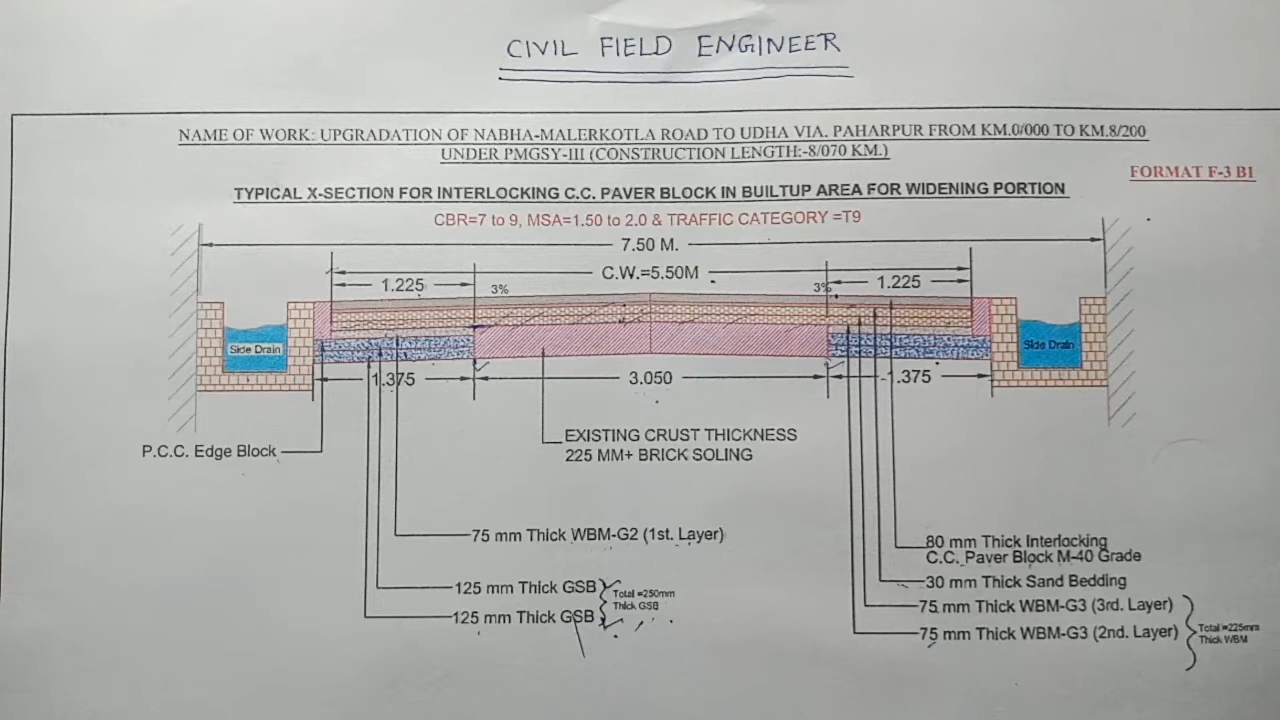 CIVIL FIELD ENGINEER
NAME OF WORK: UPGRADATION OF NABHA-MALERKOTLA ROAD TO UDHA VIA. PAHARPUR FROM KM.0/000 TO KM.8/200
UNDER PMGSY-III (CONSTRUCTION LENGTH:-8/070 KM.)
FORMAT F-3 B1
TYPICAL X-SECTION FOR INTERLOCKING C.C. PAVER BLOCK IN BUILTUP AREA FOR WIDENING PORTION
CBR=7 to 9, MSA=1.50 to 2.0 & TRAFFIC CATEGORY =T9
7.50 M.
C.W.=5.50M
1.225
1.225
3%
3%
Side Drain
Side Drain
1.375
3.050
1.375
EXISTING CRUST THICKNESS
225 MM+ BRICK SOLING
P.C.C. Edge Block
75 mm Thick WBM-G2 (1st. Layer)
125 mm Thick GSB
125 mm Thick GSB
Total =250mm
Thick GSB
80 mm Thick Interlocking
C.C. Paver Block M-40 Grade
30 mm Thick Sand Bedding
75 mm Thick WBM-G3 (3rd. Layer)
75 mm Thick WBM-G3 (2nd. Layer)
Total =225mm
Thick WBM